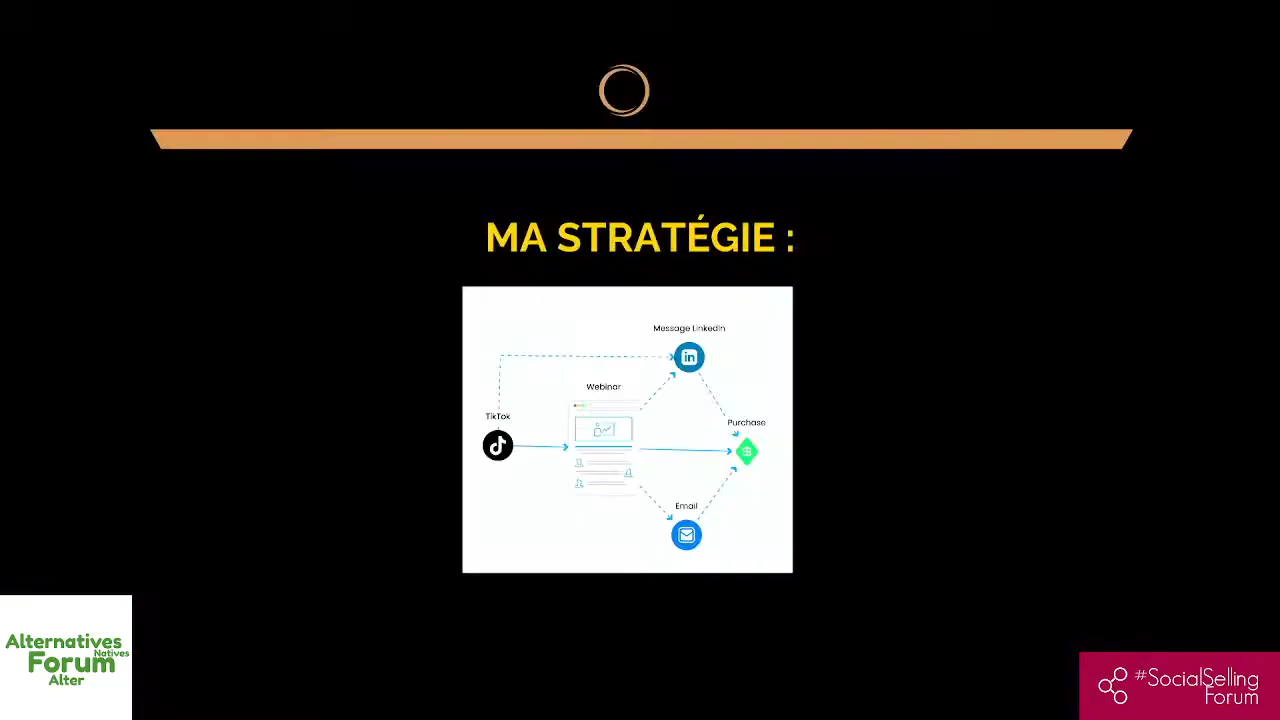 MA STRATÉGIE :
Message LinkedIn
Webinar
TikTok
Purchase
Email
Alternatives
Natives
Forum
Alter
#SocialSelling
Forum